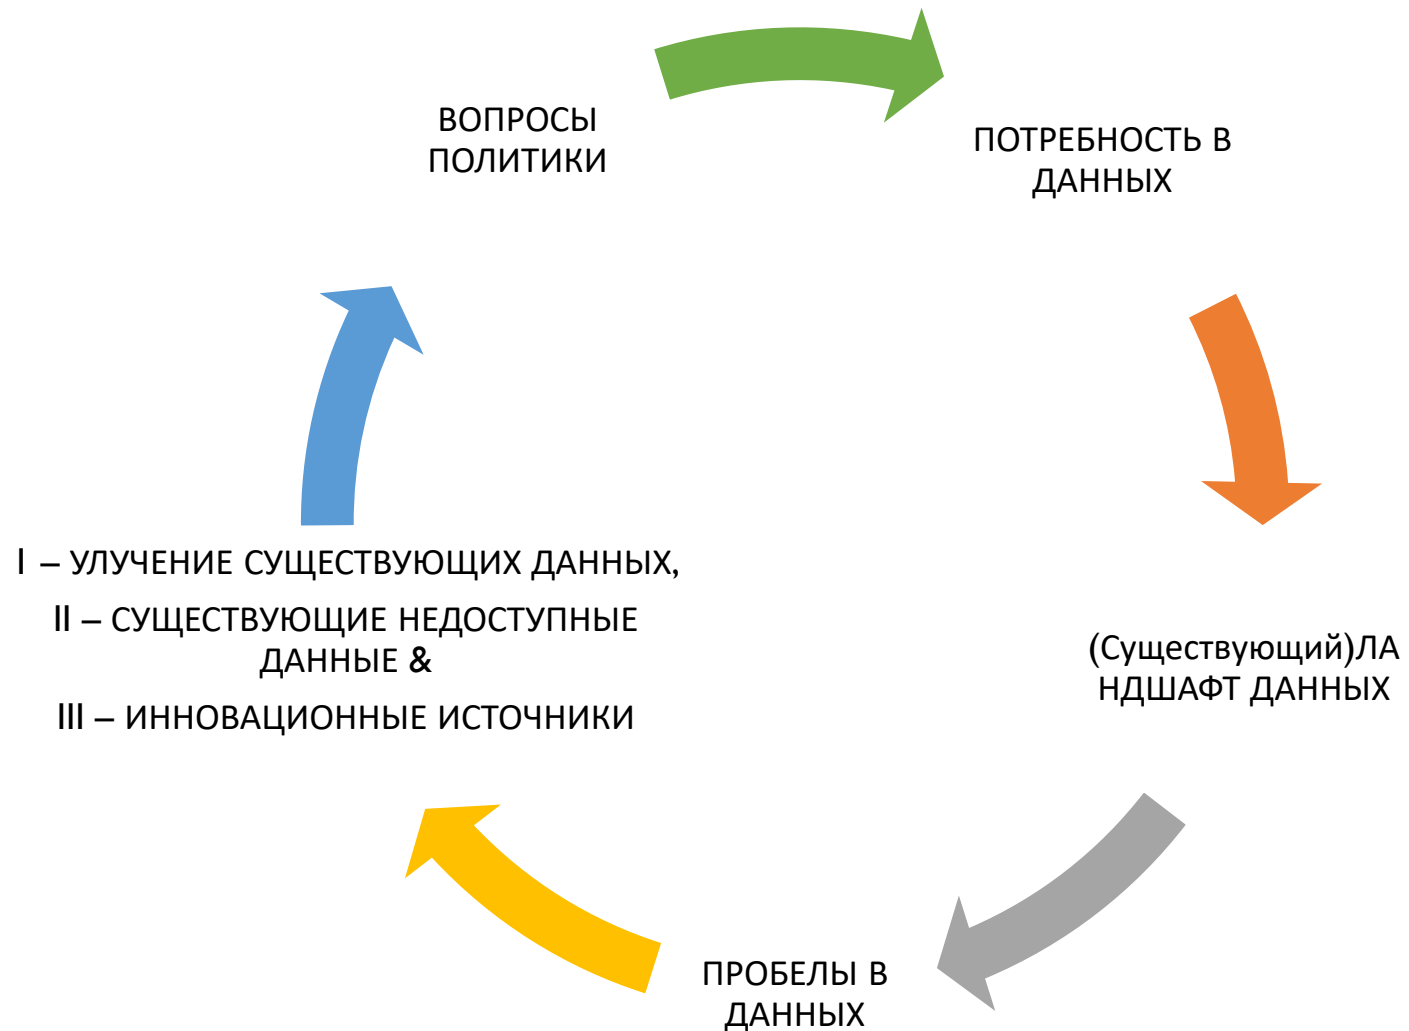 ВОПРОСЫ
ПОЛИТИКИ
ПОТРЕБНОСТЬ В
ДАННЫХ
(Существующий)ЛА
НДШАФТ ДАННЫХ
ПРОБЕЛЫ В
ДАННЫХ
I – УЛУЧЕНИЕ СУЩЕСТВУЮЩИХ ДАННЫХ,
II – СУЩЕСТВУЮЩИЕ НЕДОСТУПНЫЕ
ДАННЫЕ &
III – ИННОВАЦИОННЫЕ ИСТОЧНИКИ